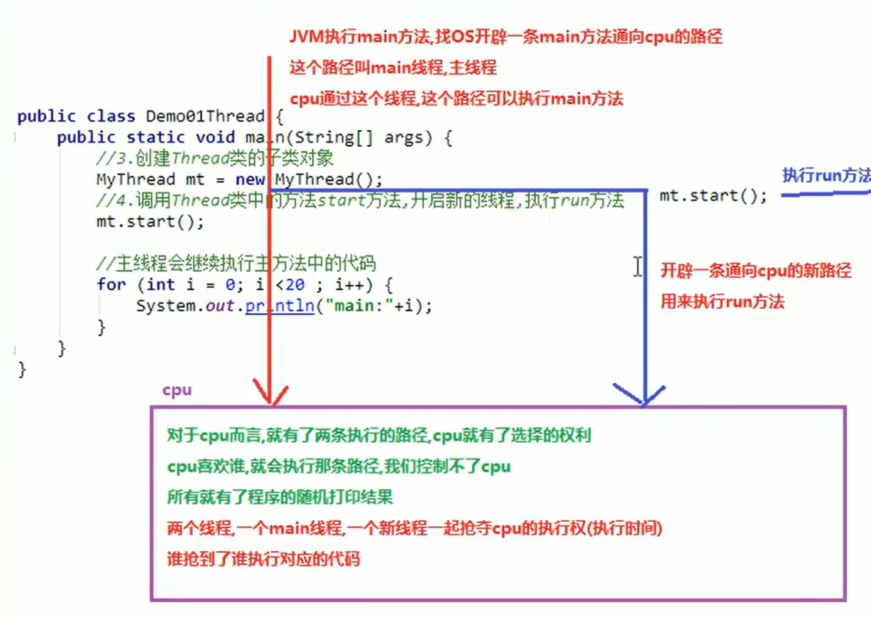 JVM执行main方法,找OS开辟一条main方法通向cpu的路径
这个路径叫main线程,主线程
cpu通过这个线程,这个路径可以执行main方法
public class Demo01Thread {
public static void main(String[] args) {
//3.创建Thread类的子类对象
MyThread mt = new MyThread();
//4.调用Thread类中的方法start方法,开启新的线程,执行run方法
mt.start();
mt.start();
执行run方法
//主线程会继续执行主方法中的代码
for (int i = 0; i <20 ; i++) {
System.out.println("main:"+i);
}
}
}
开辟一条通向cpu的新路径
用来执行run方法
cpu
对于cpu而言,就有了两条执行的路径,cpu就有了选择的权利
cpu喜欢谁,就会执行那条路径,我们控制不了cpu
所有就有了程序的随机打印结果
两个线程,一个main线程,一个新线程一起抢夺cpu的执行权(执行时间)
谁抢到了谁执行对应的代码